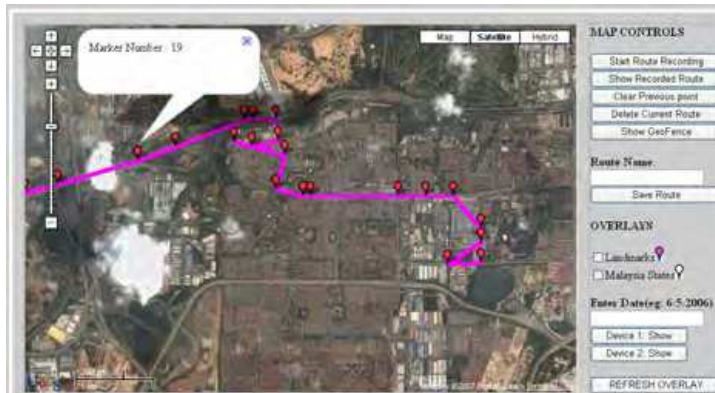 Marker Number : 19
Map
Satellite
Hybrid
MAP CONTROLS
Start Route Recording
Show Recorded Route
Clear Previous point
Delete Current Route
Show GeoFence
Route Name:
Save Route
OVERLAYS
Landmarks
Malaysia States
Enter Date(eg: 6-5-2006)
Device 1: Show
Device 2: Show
REFRESH OVERLAY